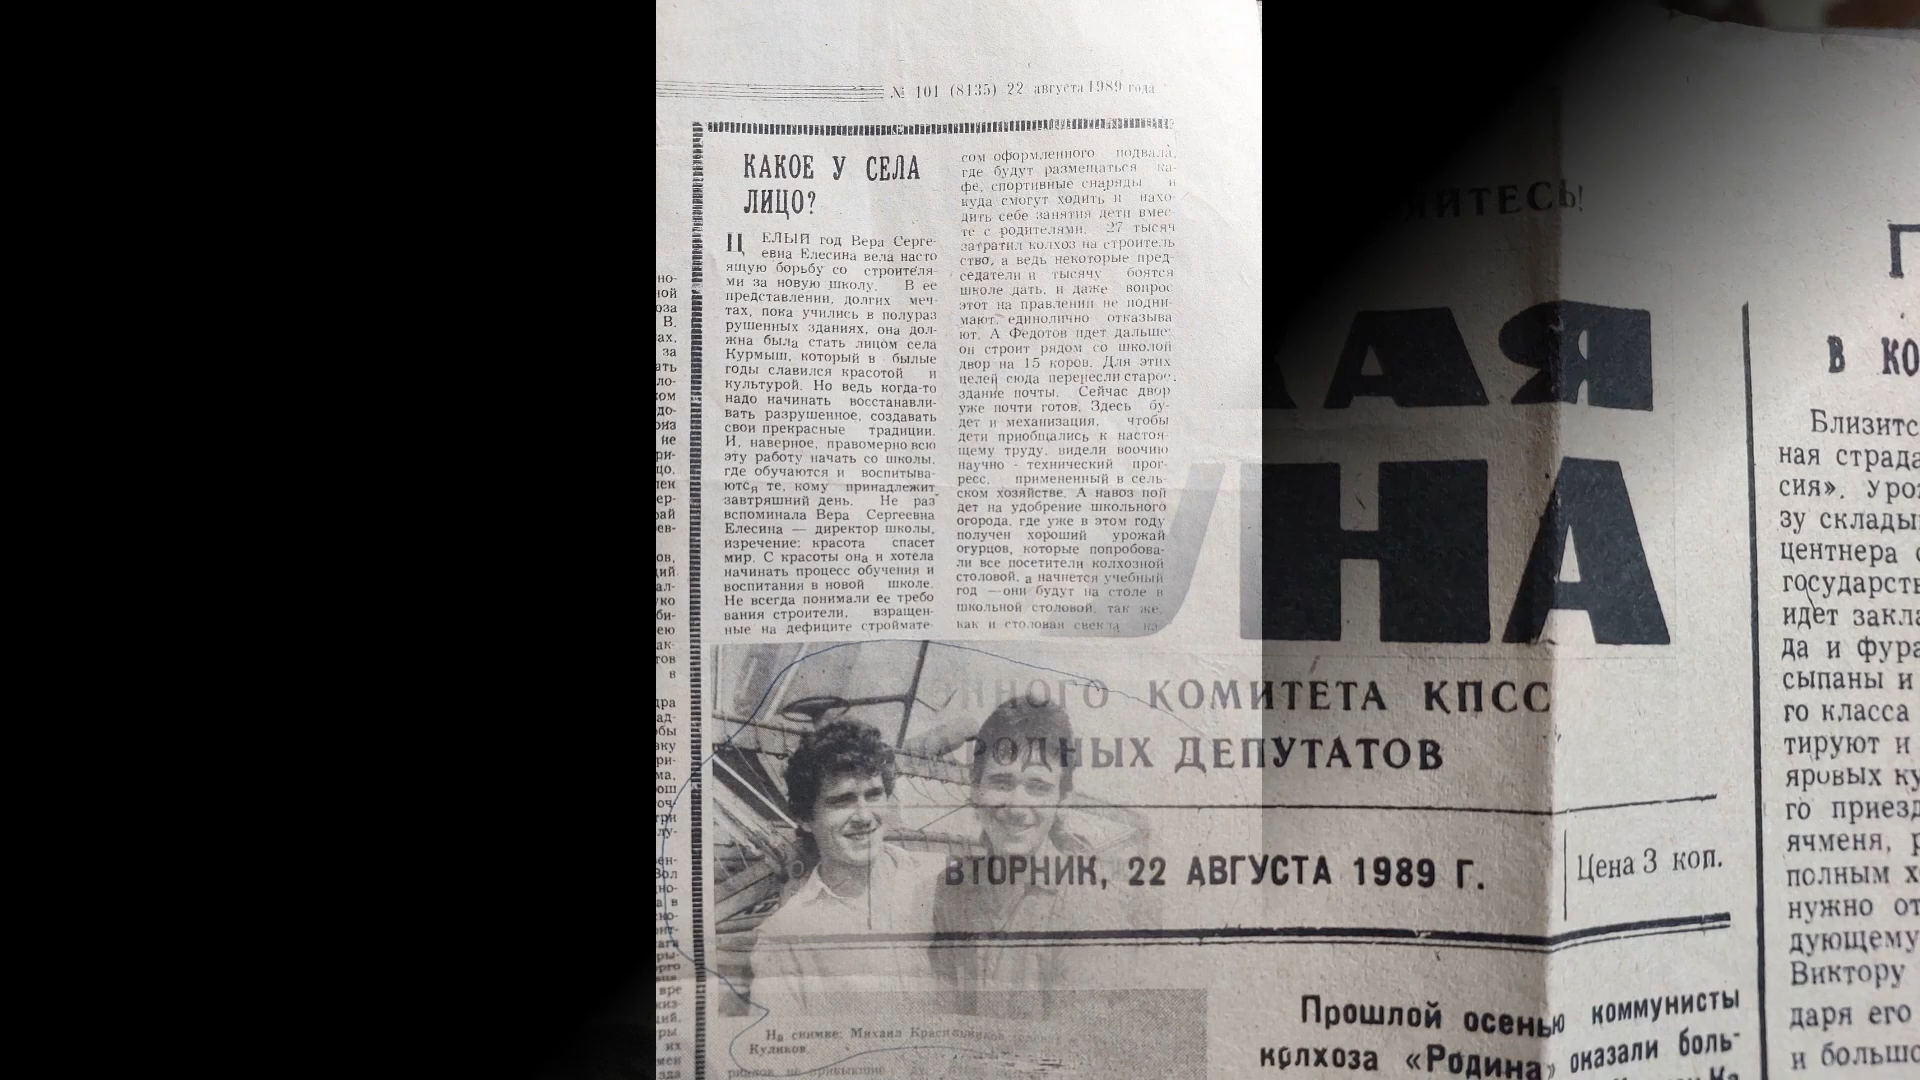 № 101 (8135) 22 августа 1989 года
КАКОЕ У СЕЛА
ЛИЦО?
ЦЕЛЫЙ год Вера Серге-
евна Елесина вела насто
ящую борьбу со строителя-
ми за новую школу. В ее
представлении, долгих меч-
тах, пока учились в полураз
рушенных зданиях, она дол-
жна была стать лицом села
Курмыш, который в былые
годы славился красотой и
культурой. Но ведь когда-то
надо начинать восстанавли-
вать разрушенное, создавать
свои прекрасные традиции.
И, наверное, правомерно всю
эту работу начать со школы,
где обучаются и воспитыва-
ются те, кому принадлежит
завтряшний день. Не раз
вспоминала Вера Сергеевна
Елесина — директор школы,
изречение: красота спасет
мир. С красоты она и хотела
начинать процесс обучения и
воспитания в новой школе.
Не всегда понимали ее требо
вания строители, взращен-
ные на дефиците строймате-
сом оформленного подвала,
где будут размещаться ка-
фе, спортивные снаряды и
куда смогут ходить и нахо-
дить себе занятия дети вмес-
те с родителями. 27 тысяч
затратил колхоз на строитель
ство, а ведь некоторые пред-
седатели и тысячу боятся
школе дать, и даже вопрос
этот на правлении не подни-
мают, единолично отказыва
ют. А Федотов идет дальше:
он строит рядом со школой
двор на 15 коров. Для этих
целей сюда перенесли старое
здание почты. Сейчас двор
уже почти готов. Здесь бу-
дет и механизация, чтобы
дети приобщались к настоя-
щему труду, видели воочию
научно - технический прог-
ресс, примененный в сель-
ском хозяйстве. А навоз пой
дет на удобрение школьного
огорода, где уже в этом году
получен хороший урожай
огурцов, которые попробова-
ли все посетители колхозной
столовой, а начнется учебный
год — они будут на столе и
школьной столовой, так же,
как и столовая свекла на-
На снимке: Михаил Красильников
Куликов.
ЙТЕСЬ!
АЯ
НА
ННОГО КОМИТЕТА КПСС
НАРОДНЫХ ДЕПУТАТОВ
ВТОРНИК, 22 АВГУСТА 1989 Г.
Цена 3 коп.
Прошлой осенью коммунисты
колхоза «Родина» оказали боль-
В КО
Близитс
ная страда
сия». Уро
зу склады
центнера
государств
идет закла
да и фура
сыпаны и
го класса
тируют и
яровых ку
го приезд
ячменя,
полным х
нужно от
дующему
Виктору
даря его
и большо